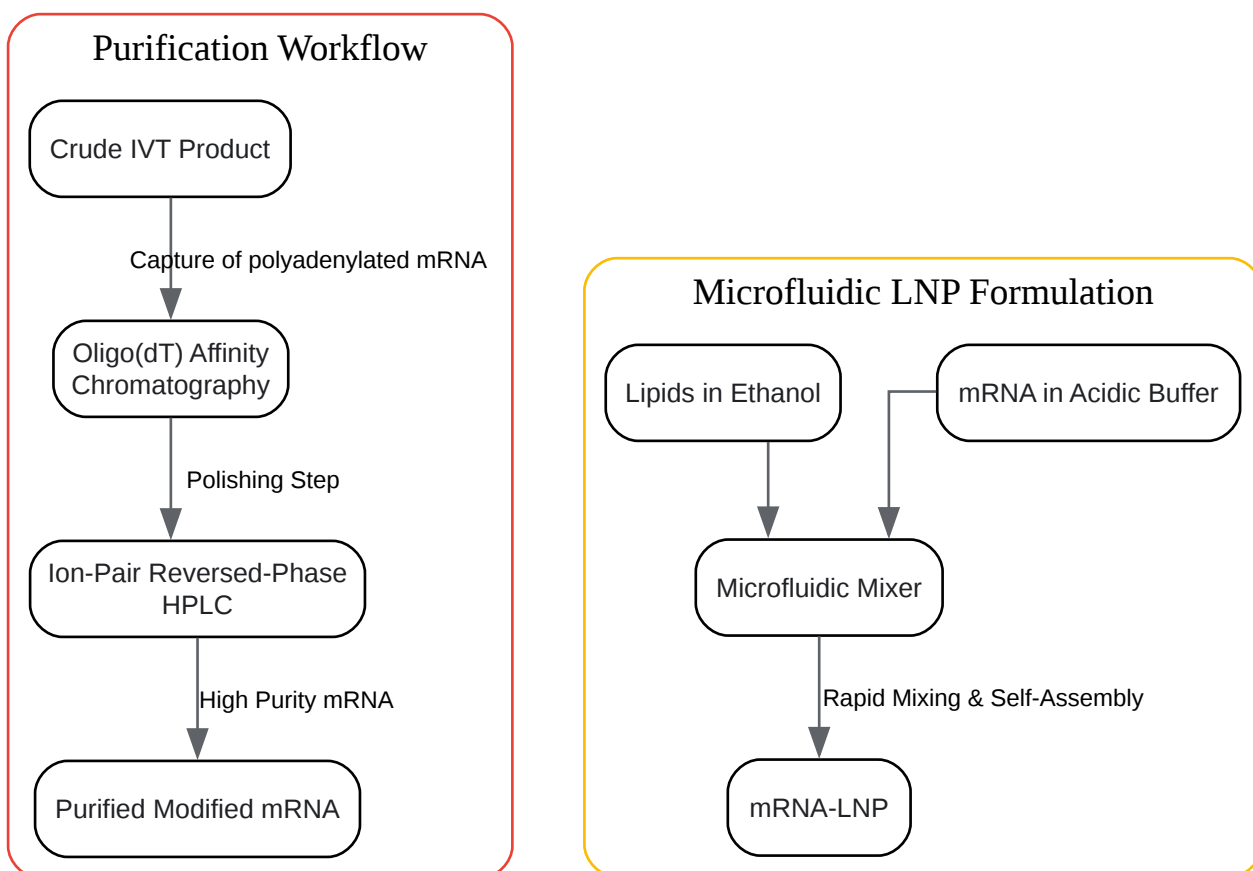 Purification Workflow
Crude IVT Product
Capture of polyadenylated mRNA
Oligo(dT) Affinity
Chromatography
Polishing Step
Ion-Pair Reversed-Phase
HPLC
High Purity mRNA
Purified Modified mRNA
Microfluidic LNP Formulation
Lipids in Ethanol
mRNA in Acidic Buffer
Microfluidic Mixer
Rapid Mixing & Self-Assembly
mRNA-LNP